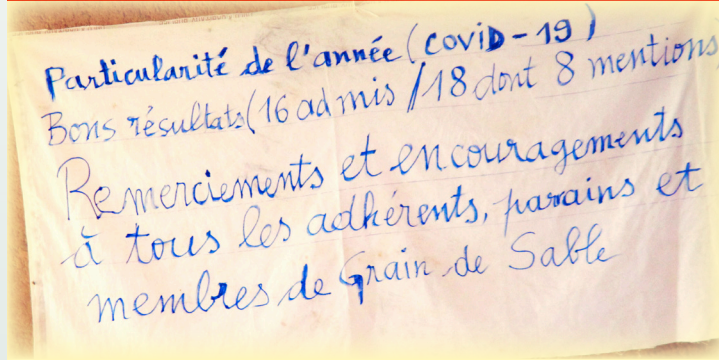 Particularité de l'année (COVID-19)
Bons résultats (16 admis / 18 dont 8 mentions
Remerciements et encouragements
à tous les adhérents, parrains et
membres de Grain de Sable